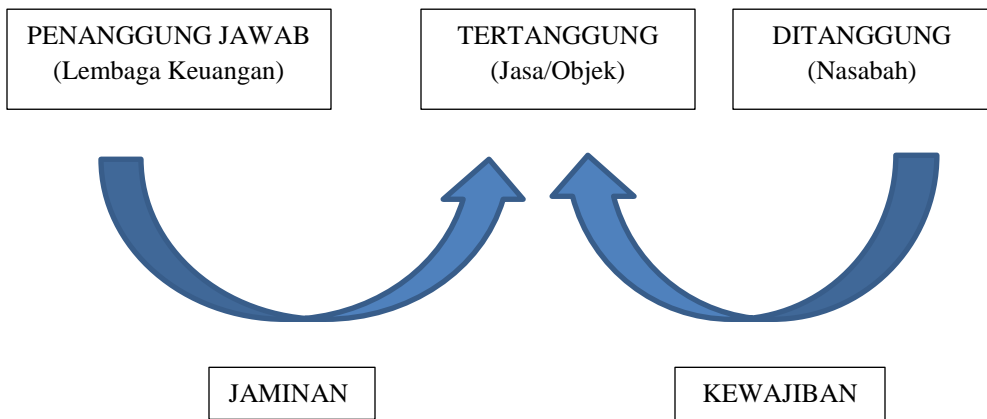 PENANGGUNG JAWAB
(Lembaga Keuangan)
TERTANGGUNG
(Jasa/Objek)
DITANGGUNG
(Nasabah)
JAMINAN
KEWAJIBAN